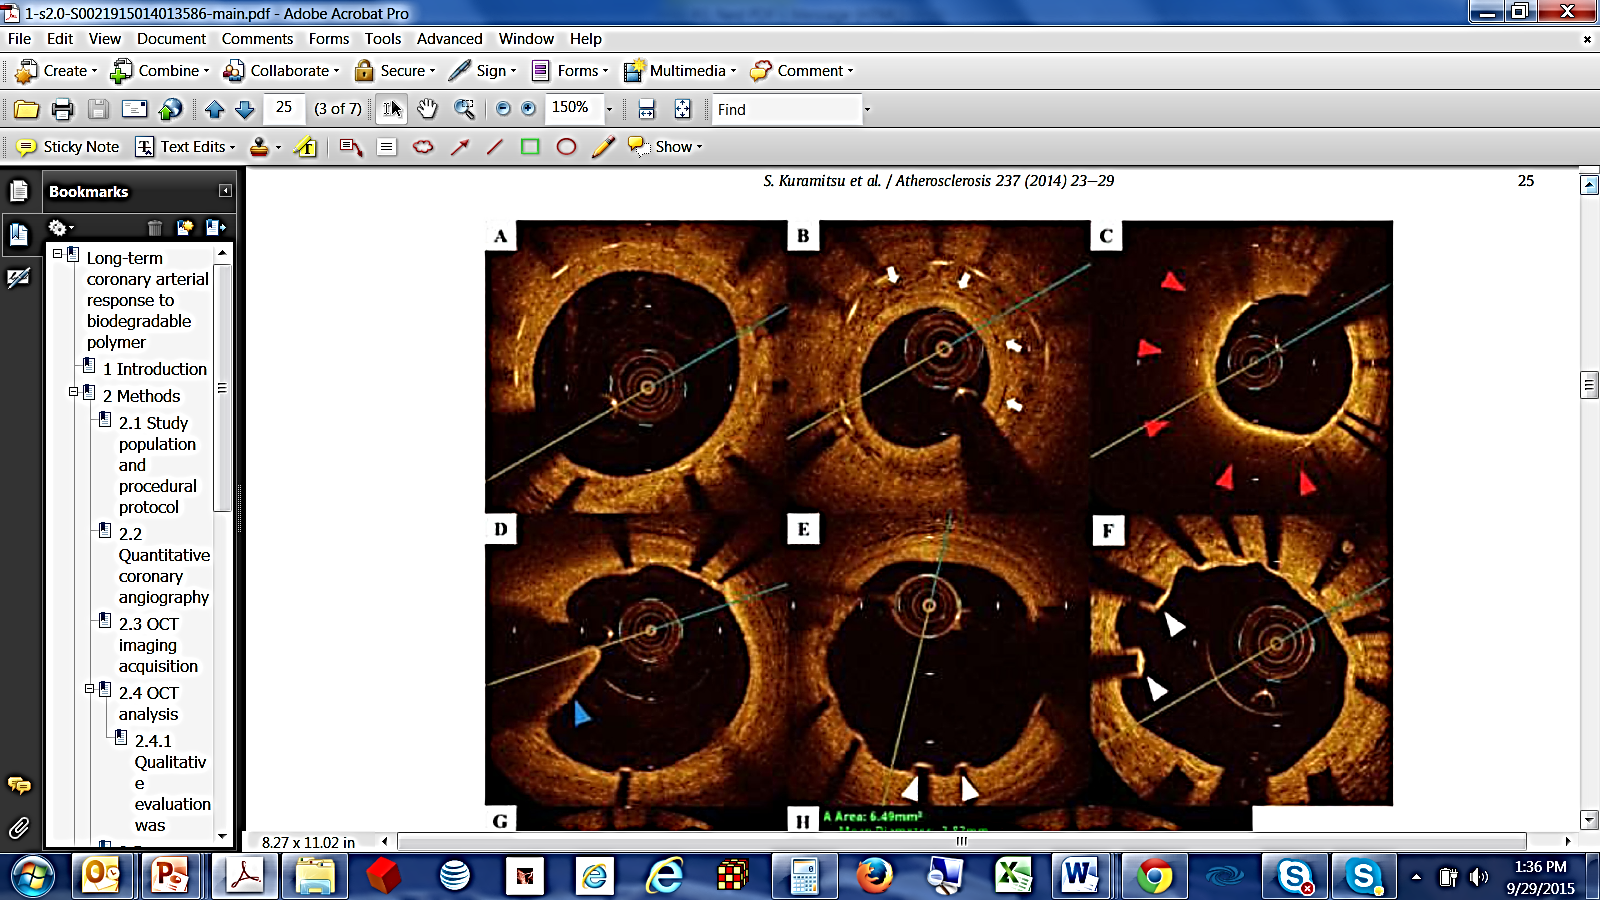 1-s2.0-S0021915014013586-main.pdf - Adobe Acrobat Pro
File Edit View Document Comments Forms Tools Advanced Window Help
Create Combine Collaborate Secure Sign Forms Multimedia Comment
25 (3 of 7) 150% Find
Sticky Note Text Edits Show
Bookmarks
Long-term
coronary arterial
response to
biodegradable
polymer
1 Introduction
2 Methods
2.1 Study
population
and
procedural
protocol
2.2
Quantitative
coronary
angiography
2.3 OCT
imaging
acquisition
2.4 OCT
analysis
2.4.1
Qualitativ
e
evaluation
was
S. Kuramitsu et al. / Atherosclerosis 237 (2014) 23–29 25
A B C
D E F
G H A Area: 6.49mm²
8.27 x 11.02 in
1:36 PM
9/29/2015